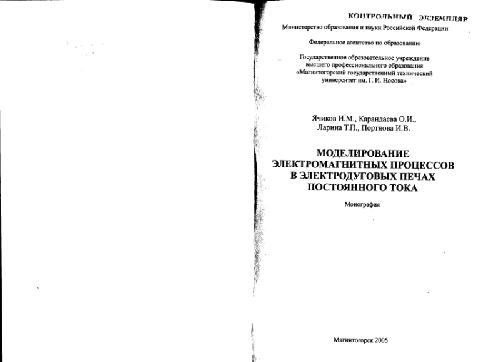 КОНТРОЛЬНЫЙ ЭКЗЕМПЛЯР
Министерство образования и науки Российской Федерации
Федеральное агентство по образованию
Государственное образовательное учреждение
высшего профессионального образования
«Магнитогорский государственный технический
университет им. Г. И. Носова»
Ячиков И.М., Карандаева О.И.,
Ларина Т.П., Портнова И.В.
МОДЕЛИРОВАНИЕ
ЭЛЕКТРОМАГНИТНЫХ ПРОЦЕССОВ
В ЭЛЕКТРОДУГОВЫХ ПЕЧАХ
ПОСТОЯННОГО ТОКА
Монография
Магнитогорск 2005